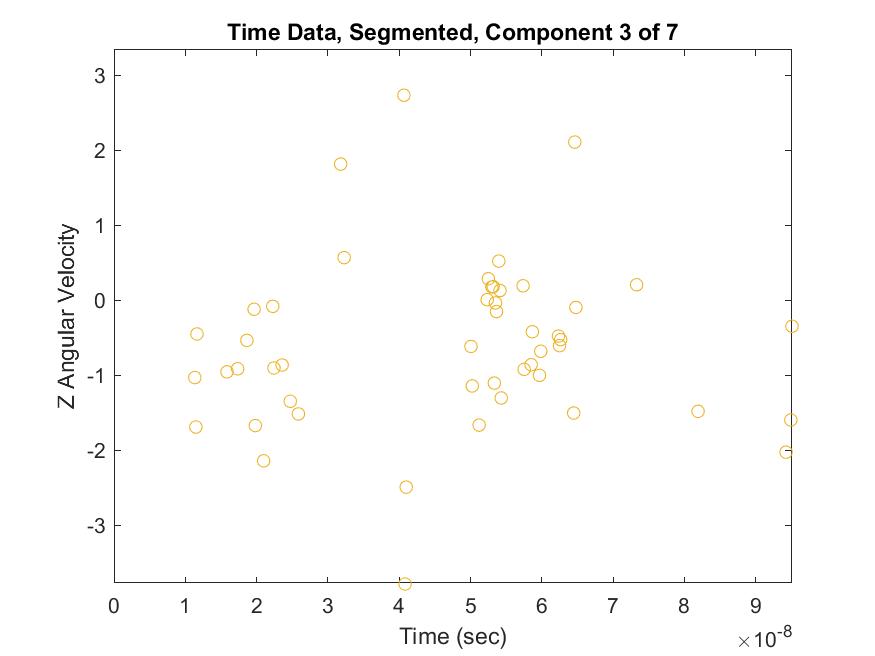 Time Data, Segmented, Component 3 of 7
3
2
1
0
-1
-2
-3
Z Angular Velocity
0 1 2 3 4 5 6 7 8 9
Time (sec)
×10-8